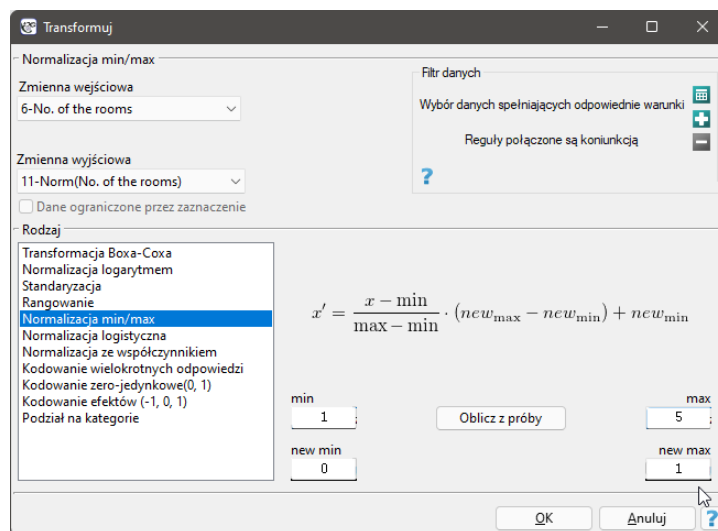 Transformuj
Normalizacja min/max
Zmienna wejściowa
6-No. of the rooms
Zmienna wyjściowa
11-Norm(No. of the rooms)
Dane ograniczone przez zaznaczenie
Filtr danych
Wybór danych spełniających odpowiednie warunki
Reguły połączone są koniunkcją
?
Rodzaj
Transformacja Boxa-Coxa
Normalizacja logarytmem
Standaryzacja
Rangowanie
Normalizacja min/max
Normalizacja logistyczna
Normalizacja ze współczynnikiem
Kodowanie wielokrotnych odpowiedzi
Kodowanie zero-jedynkowe(0, 1)
Kodowanie efektów (-1, 0, 1)
Podział na kategorie
x′ = (x − min)/(max − min) · (new_max − new_min) + new_min
min
1
Oblicz z próby
max
5
new min
0
new max
1
OK
Anuluj
?